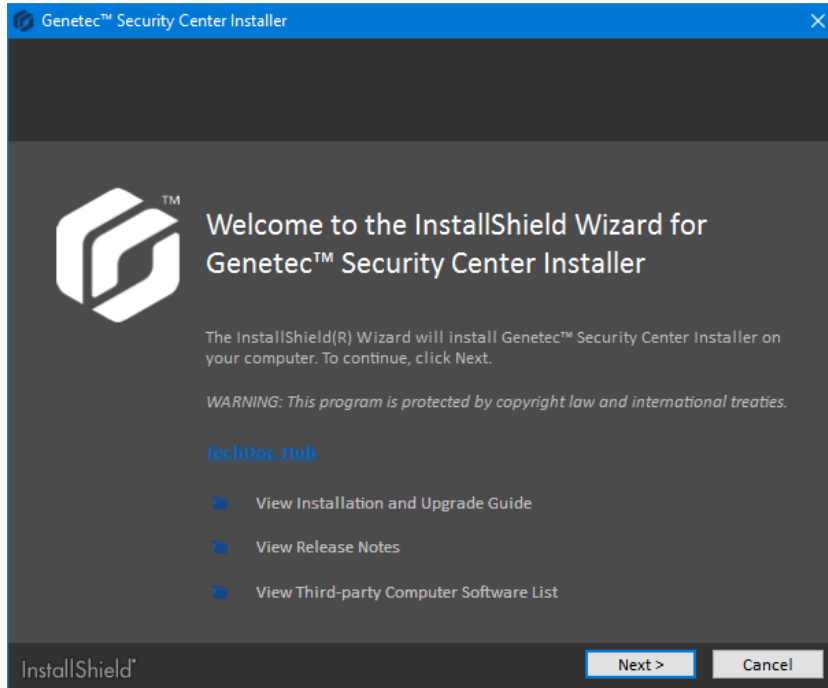 Genetec™ Security Center Installer
TM
Welcome to the InstallShield Wizard for
Genetec™ Security Center Installer
The InstallShield(R) Wizard will install Genetec™ Security Center Installer on
your computer. To continue, click Next.
WARNING: This program is protected by copyright law and international treaties.
TechDoc Hub
View Installation and Upgrade Guide
View Release Notes
View Third-party Computer Software List
InstallShield
Next >
Cancel